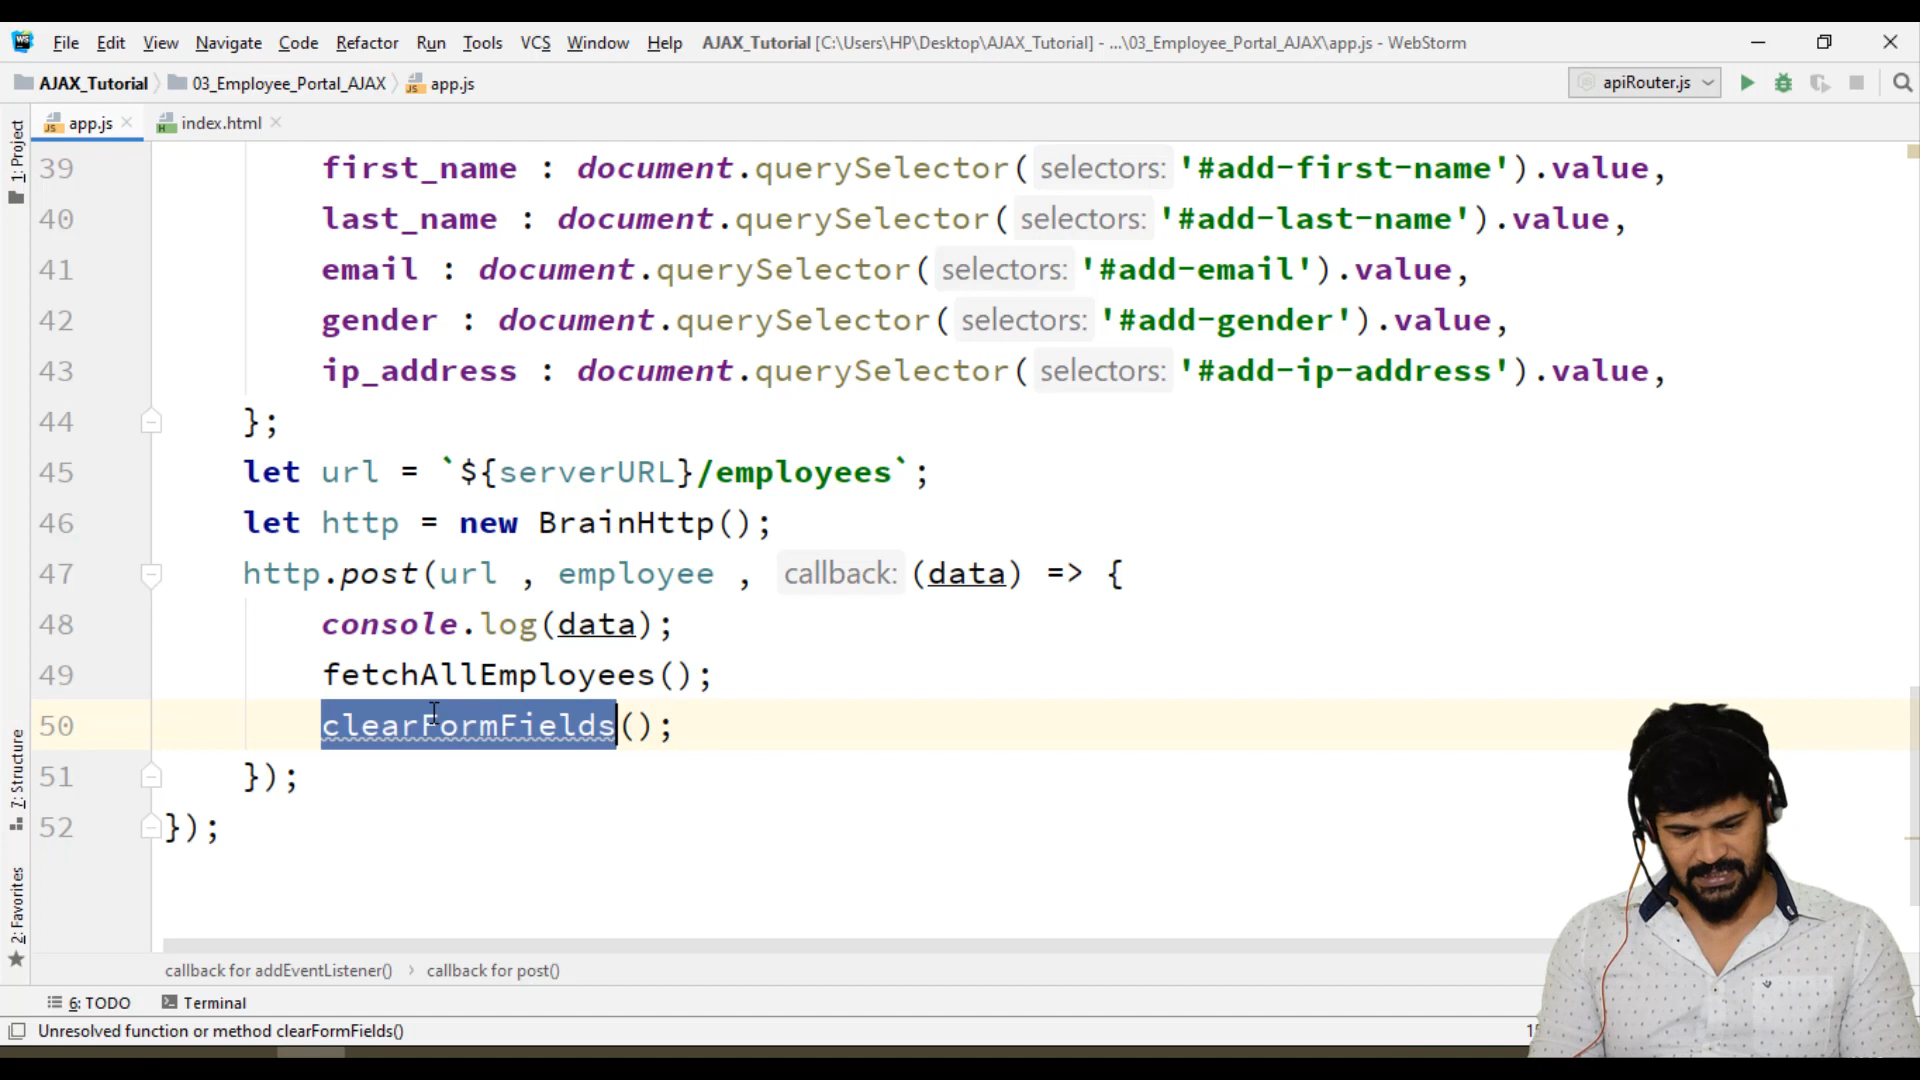 WS File Edit View Navigate Code Refactor Run Tools VCS Window Help AJAX_Tutorial [C:\Users\HP\Desktop\AJAX_Tutorial] - ...\03_Employee_Portal_AJAX\app.js - WebStorm
AJAX_Tutorial 03_Employee_Portal_AJAX JS app.js apiRouter.js
JS app.js H index.html
1: Project
7: Structure
2: Favorites
39 first_name : document.querySelector( selectors: '#add-first-name').value,
40 last_name : document.querySelector( selectors: '#add-last-name').value,
41 email : document.querySelector( selectors: '#add-email').value,
42 gender : document.querySelector( selectors: '#add-gender').value,
43 ip_address : document.querySelector( selectors: '#add-ip-address').value,
44 };
45 let url = `${serverURL}/employees`;
46 let http = new BrainHttp();
47 http.post(url , employee , callback: (data) => {
48 console.log(data);
49 fetchAllEmployees();
50 clearFormFields();
51 });
52 });
callback for addEventListener() › callback for post()
6: TODO Terminal
Unresolved function or method clearFormFields()